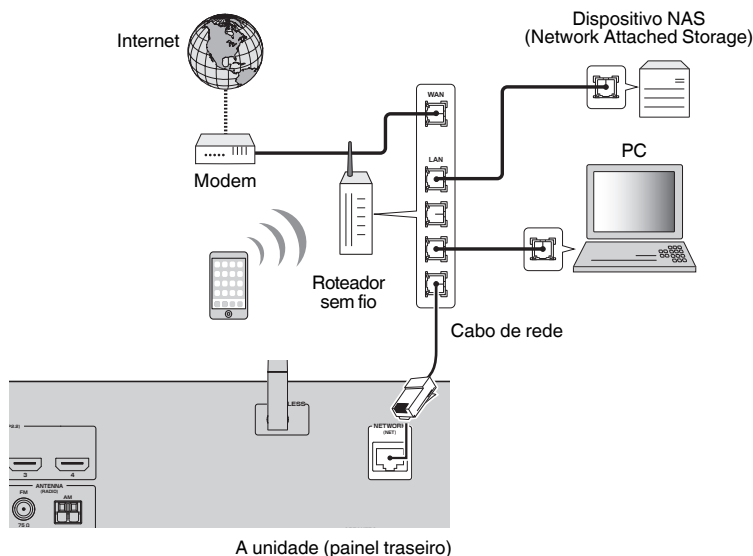 Internet
Dispositivo NAS
(Network Attached Storage)
WAN
LAN
PC
Modem
Roteador
sem fio
Cabo de rede
NETWORK
(NET)
3
4
ANTENNA
(RADIO)
FM
AM
75 Ω
A unidade (painel traseiro)